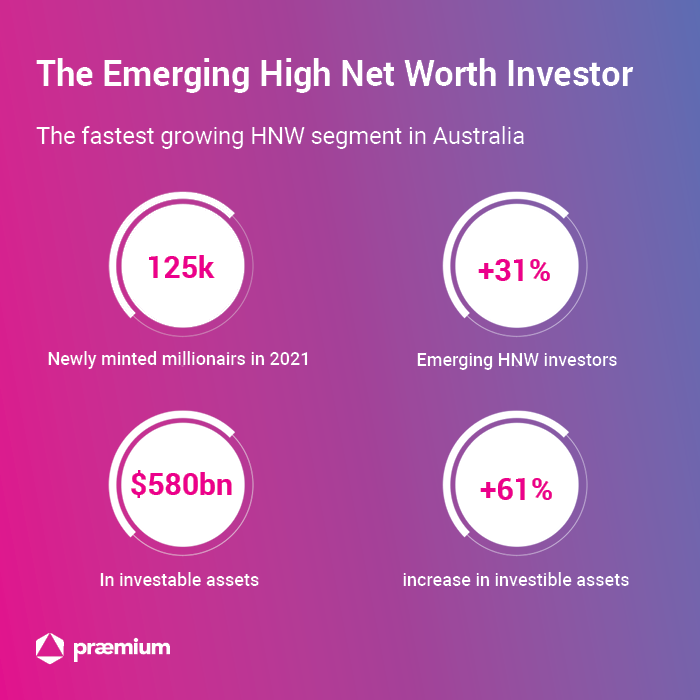 The Emerging High Net Worth Investor
The fastest growing HNW segment in Australia
125k
Newly minted millionairs in 2021
+31%
Emerging HNW investors
$580bn
In investable assets
+61%
increase in investible assets
præmium